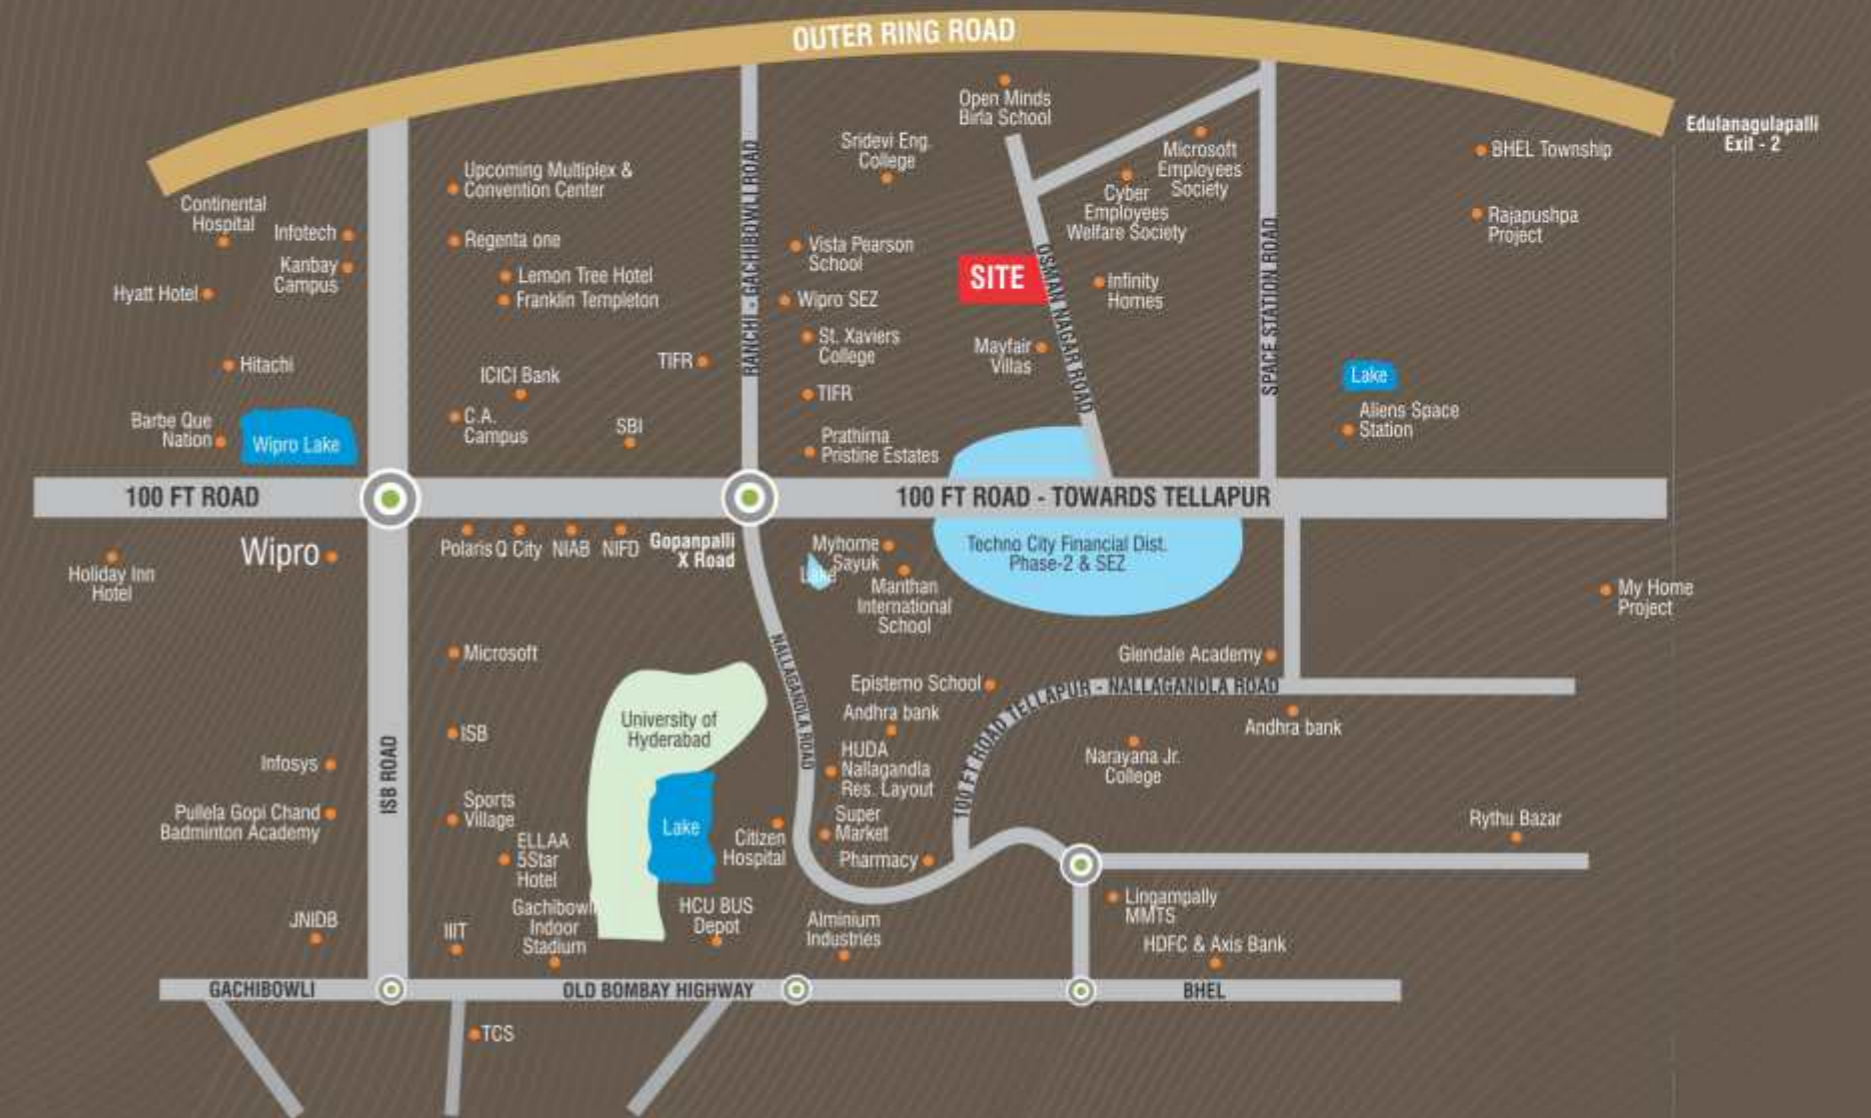 OUTER RING ROAD
Edulanagulapalli
Exit - 2
Open Minds
Birla School
Sridevi Eng.
College
Microsoft
Employees
Society
Cyber
Employees
Welfare Society
BHEL Township
Rajapushpa
Project
Upcoming Multiplex &
Convention Center
Continental
Hospital
Infotech
Kanbay
Campus
Hyatt Hotel
Regenta one
Lemon Tree Hotel
Franklin Templeton
RANCHI - GACHIBOWLI ROAD
Vista Pearson
School
Wipro SEZ
SITE
OSMAN NAGAR ROAD
Infinity
Homes
SPACE STATION ROAD
St. Xaviers
College
Mayfair
Villas
Hitachi
ICICI Bank
TIFR
TIFR
Lake
Aliens Space
Station
Barbe Que
Nation
Wipro Lake
C.A.
Campus
SBI
Prathima
Pristine Estates
100 FT ROAD
100 FT ROAD - TOWARDS TELLAPUR
Wipro
Holiday Inn
Hotel
Polaris
Q City
NIAB
NIFD
Gopanpalli
X Road
Myhome
Sayuk
Lake
Manthan
International
School
Techno City Financial Dist.
Phase-2 & SEZ
My Home
Project
Microsoft
NALLAGANDLA ROAD
Glendale Academy
Epistemo School
100 FT ROAD TELLAPUR - NALLAGANDLA ROAD
University of
Hyderabad
Andhra bank
Andhra bank
ISB
ISB ROAD
Infosys
HUDA
Nallagandla
Res. Layout
Narayana Jr.
College
Pullela Gopi Chand
Badminton Academy
Sports
Village
Lake
Citizen
Hospital
Super
Market
Pharmacy
Rythu Bazar
ELLAA
5Star
Hotel
JNIDB
IIIT
Gachibowli
Indoor
Stadium
HCU BUS
Depot
Alminium
Industries
Lingampally
MMTS
HDFC & Axis Bank
GACHIBOWLI
OLD BOMBAY HIGHWAY
BHEL
TCS